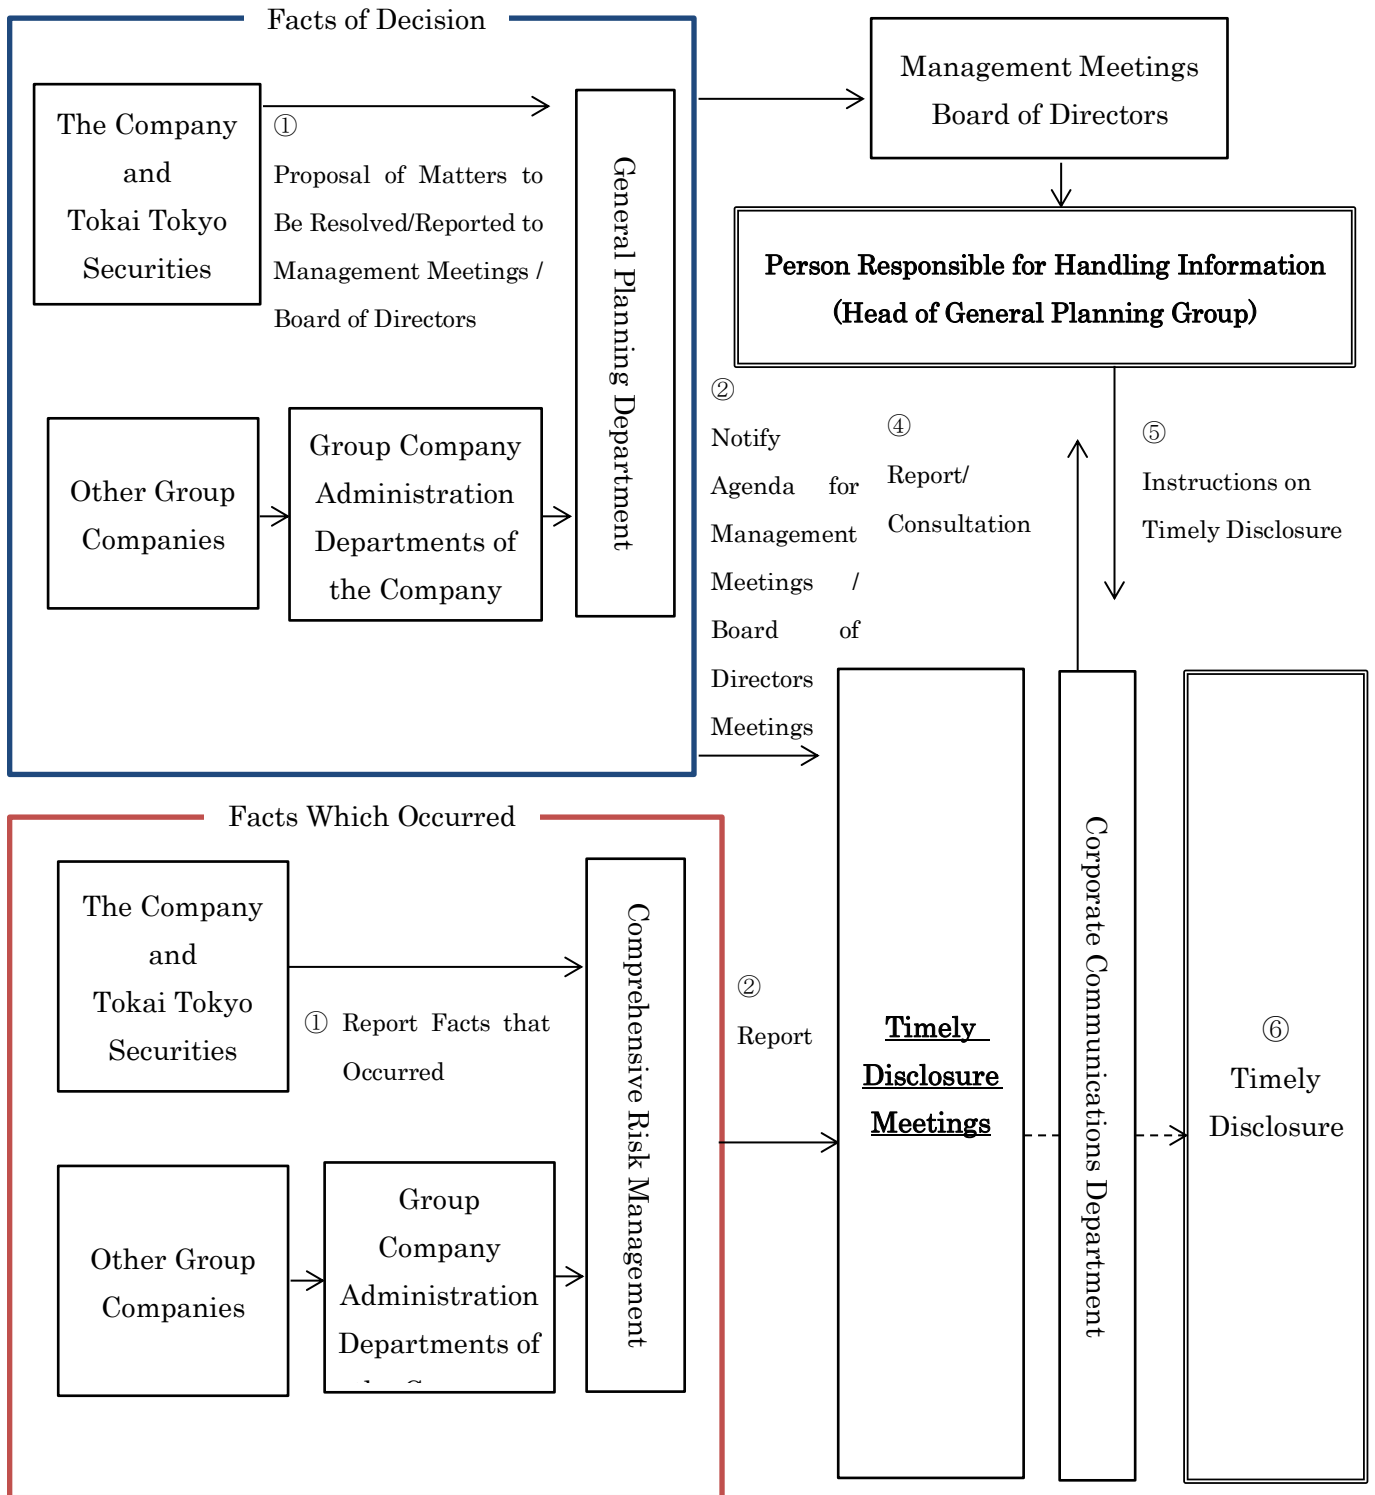 Facts of Decision
The Company
and
Tokai Tokyo
Securities
①
Proposal of Matters to
Be Resolved/Reported to
Management Meetings /
Board of Directors
General Planning Department
Other Group
Companies
Group Company
Administration
Departments of
the Company
Management Meetings
Board of Directors
Person Responsible for Handling Information
(Head of General Planning Group)
②
Notify
Agenda for
Management
Meetings /
Board of
Directors
Meetings
④
Report/
Consultation
⑤
Instructions on
Timely Disclosure
Facts Which Occurred
The Company
and
Tokai Tokyo
Securities
① Report Facts that
Occurred
Comprehensive Risk Management
Other Group
Companies
Group
Company
Administration
Departments of
②
Report
Timely
Disclosure
Meetings
Corporate Communications Department
⑥
Timely
Disclosure